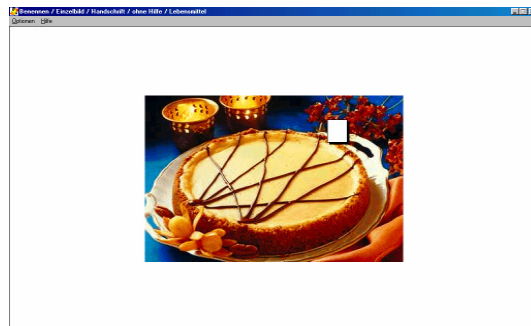 Benennen / Einzelbild / Handschrift / ohne Hilfe / Lebensmittel
Optionen Hilfe